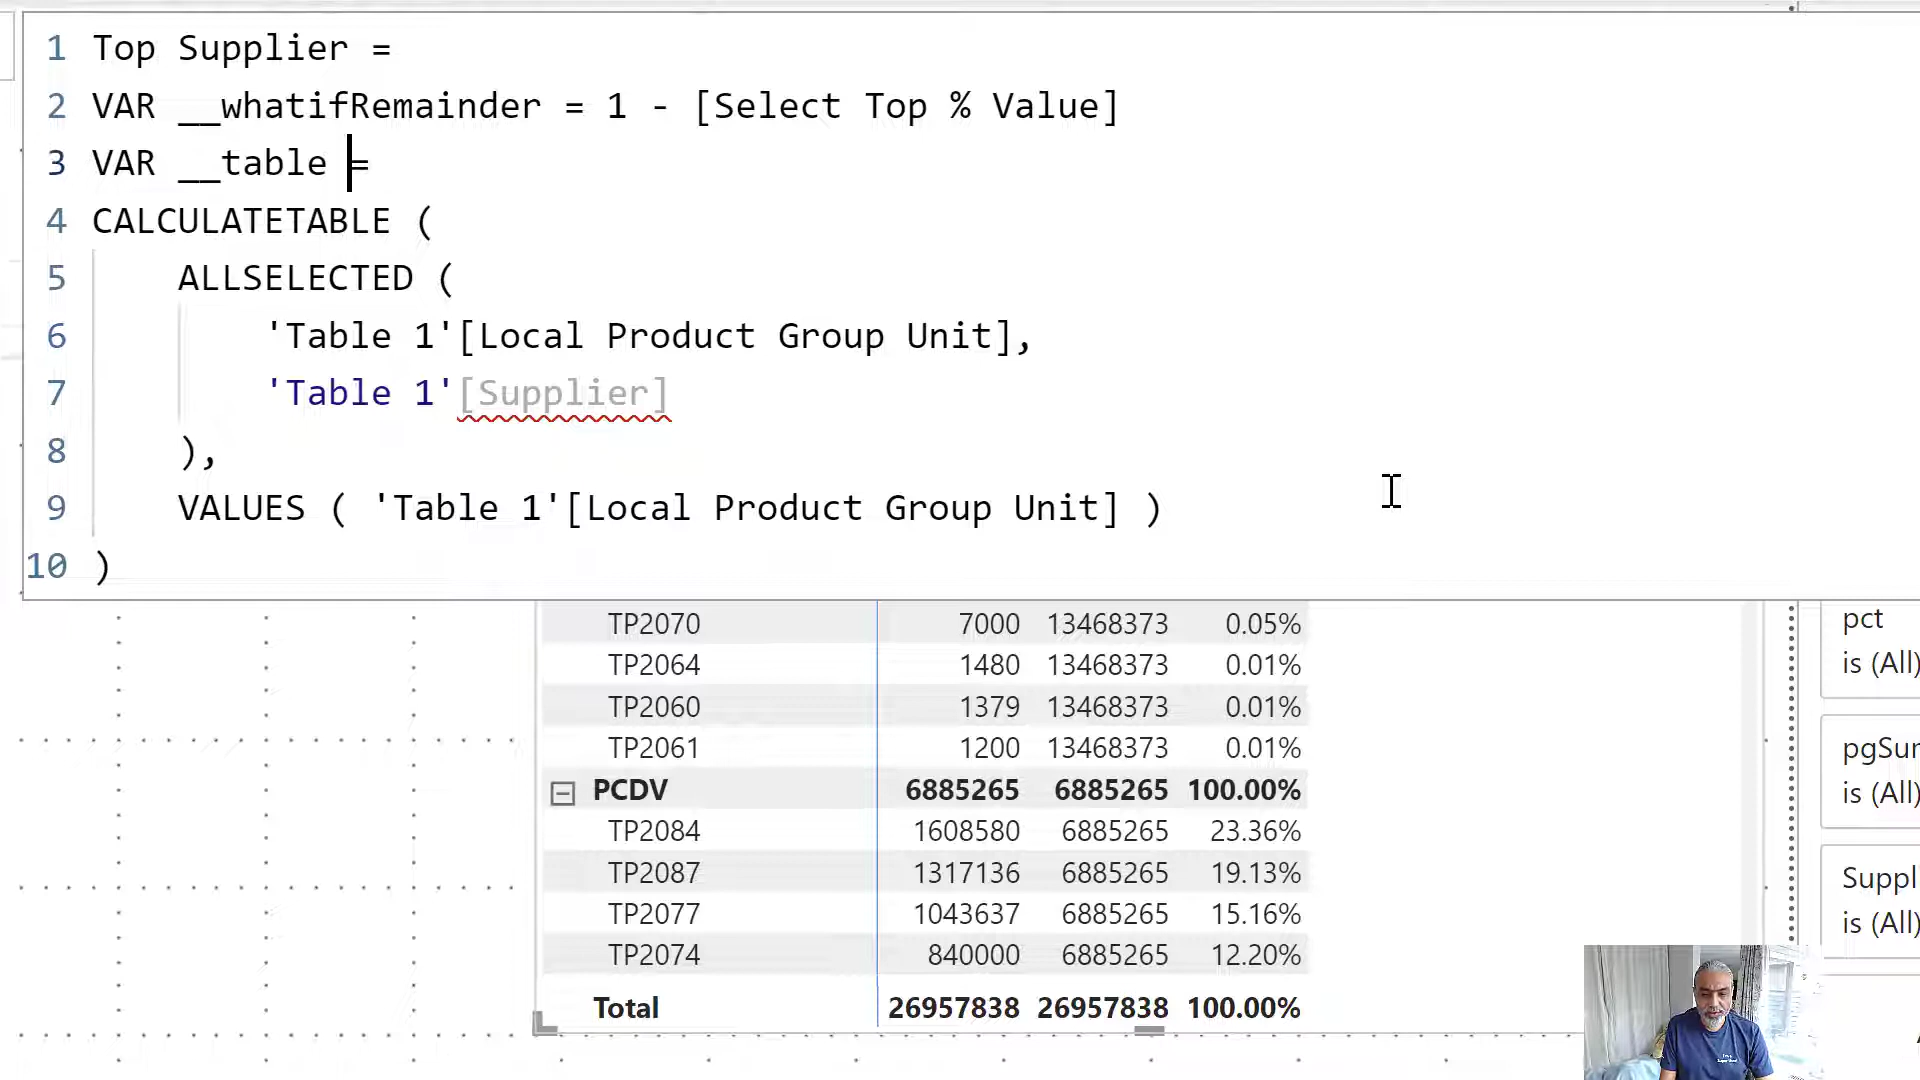 1 Top Supplier =
2 VAR __whatifRemainder = 1 - [Select Top % Value]
3 VAR __table =
4 CALCULATETABLE (
5 ALLSELECTED (
6 'Table 1'[Local Product Group Unit],
7 'Table 1'[Supplier]
8 ),
9 VALUES ( 'Table 1'[Local Product Group Unit] )
10 )
TP2070 7000 13468373 0.05%
TP2064 1480 13468373 0.01%
TP2060 1379 13468373 0.01%
TP2061 1200 13468373 0.01%
PCDV 6885265 6885265 100.00%
TP2084 1608580 6885265 23.36%
TP2087 1317136 6885265 19.13%
TP2077 1043637 6885265 15.16%
TP2074 840000 6885265 12.20%
Total 26957838 26957838 100.00%
pct
is (All)
pgSu
is (All)
Suppl
is (All)